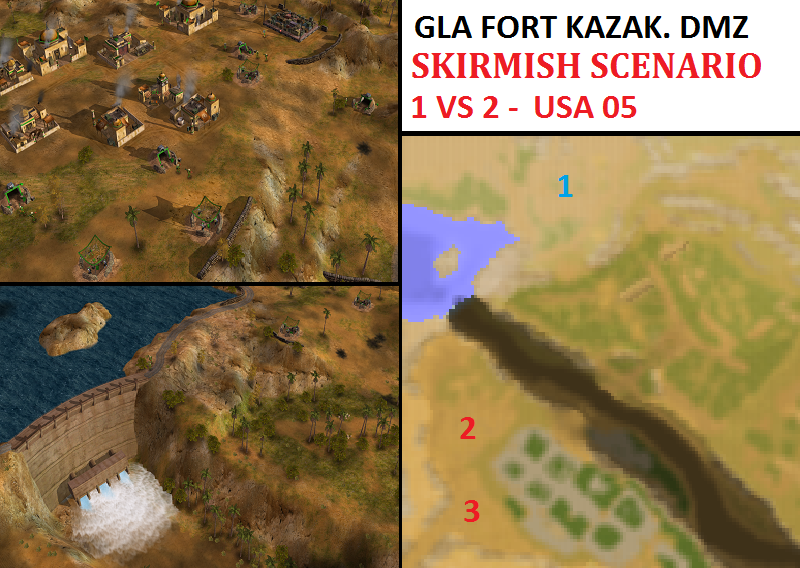 GLA FORT KAZAK. DMZ
SKIRMISH SCENARIO
1 VS 2 - USA 05
1
2
3